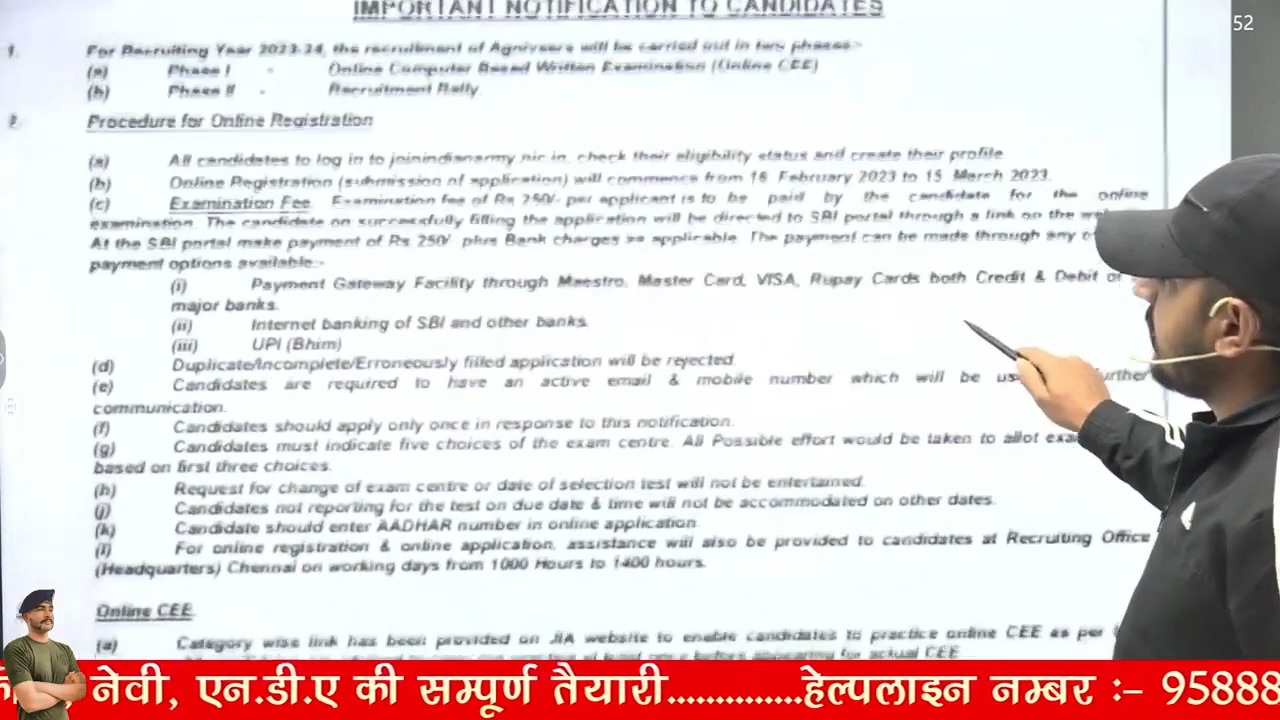 IMPORTANT NOTIFICATION TO CANDIDATES
52
1. For Recruiting Year 2023-24, the recruitment of Agniveers will be carried out in two phases:-
(a) Phase I - Online Computer Based Written Examination (Online CEE)
(b) Phase II - Recruitment Rally.
2. Procedure for Online Registration
(a) All candidates to log in to joinindianarmy.nic.in, check their eligibility status and create their profile.
(b) Online Registration (submission of application) will commence from 16 February 2023 to 15 March 2023.
(c) Examination Fee. Examination fee of Rs 250/- per applicant is to be paid by the candidate for the online
examination. The candidate on successfully filling the application will be directed to SBI portal through a link on the
At the SBI portal make payment of Rs 250/- plus Bank charges as applicable. The payment can be made through any
payment options available:-
(i) Payment Gateway Facility through Maestro, Master Card, VISA, Rupay Cards both Credit & Debit of
major banks.
(ii) Internet banking of SBI and other banks.
(iii) UPI (Bhim)
(d) Duplicate/Incomplete/Erroneously filled application will be rejected.
(e) Candidates are required to have an active email & mobile number which will be further
communication.
(f) Candidates should apply only once in response to this notification.
(g) Candidates must indicate five choices of the exam centre. All Possible effort would be taken to allot
based on first three choices.
(h) Request for change of exam centre or date of selection test will not be entertained.
(j) Candidates not reporting for the test on due date & time will not be accommodated on other dates.
(k) Candidate should enter AADHAR number in online application.
(l) For online registration & online application, assistance will also be provided to candidates at Recruiting Office
(Headquarters) Chennai on working days from 1000 Hours to 1400 hours.
Online CEE.
(a) Category wise link has been provided on JIA website to enable candidates to practice online CEE as per
before appearing for actual CEE
नेवी, एन.डी.ए की सम्पूर्ण तैयारी.............हेल्पलाइन नम्बर :- 95888